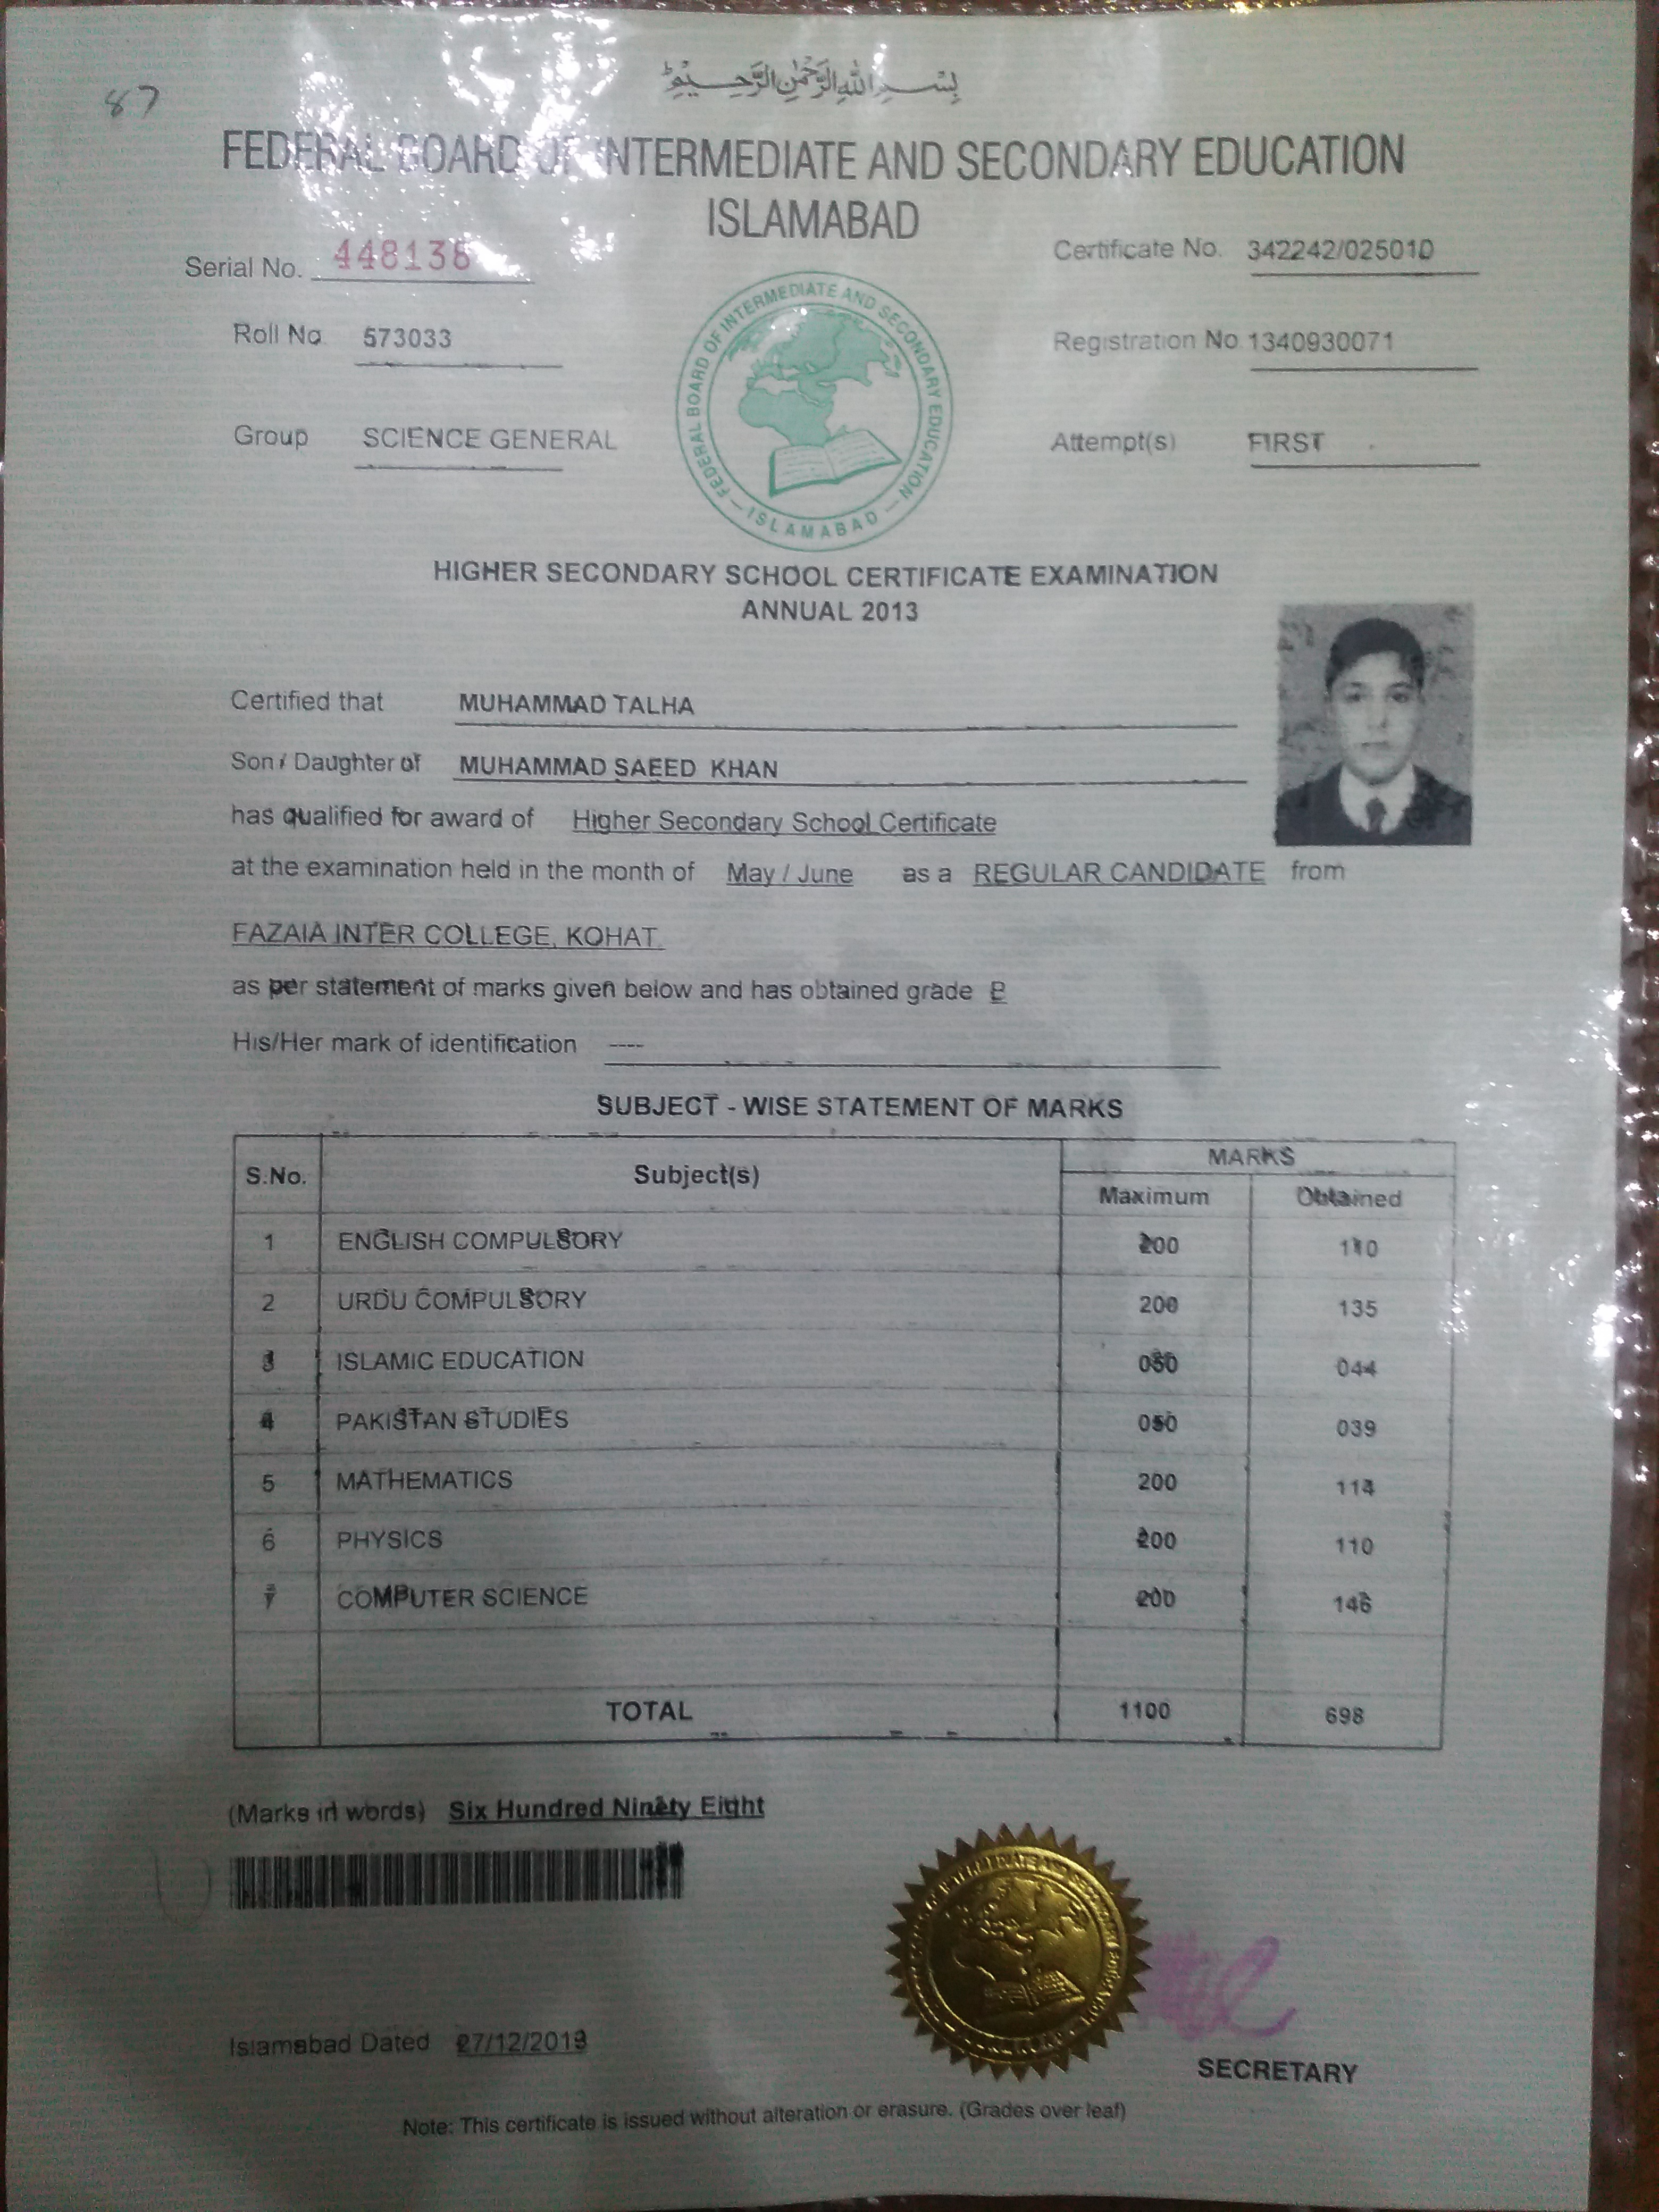 87
بِسْمِ اللهِ الرَّحْمٰنِ الرَّحِيْمِ
FEDERAL BOARD OF INTERMEDIATE AND SECONDARY EDUCATION
ISLAMABAD
Serial No. 448138
Certificate No. 342242/025010
Roll No 573033
Registration No 1340930071
Group SCIENCE GENERAL
Attempt(s) FIRST
FEDERAL BOARD OF INTERMEDIATE AND SECONDARY EDUCATION
— ISLAMABAD —
HIGHER SECONDARY SCHOOL CERTIFICATE EXAMINATION
ANNUAL 2013
Certified that MUHAMMAD TALHA
Son / Daughter of MUHAMMAD SAEED KHAN
has qualified for award of Higher Secondary School Certificate
at the examination held in the month of May / June as a REGULAR CANDIDATE from
FAZAIA INTER COLLEGE, KOHAT.
as per statement of marks given below and has obtained grade B
His/Her mark of identification ----
SUBJECT - WISE STATEMENT OF MARKS
S.No. Subject(s) MARKS
Maximum Obtained
1 ENGLISH COMPULSORY 200 110
2 URDU COMPULSORY 200 135
3 ISLAMIC EDUCATION 050 044
4 PAKISTAN STUDIES 050 039
5 MATHEMATICS 200 114
6 PHYSICS 200 110
7 COMPUTER SCIENCE 200 146
TOTAL 1100 698
(Marks in words) Six Hundred Ninety Eight
Islamabad Dated 27/12/2013
SECRETARY
Note: This certificate is issued without alteration or erasure. (Grades over leaf)